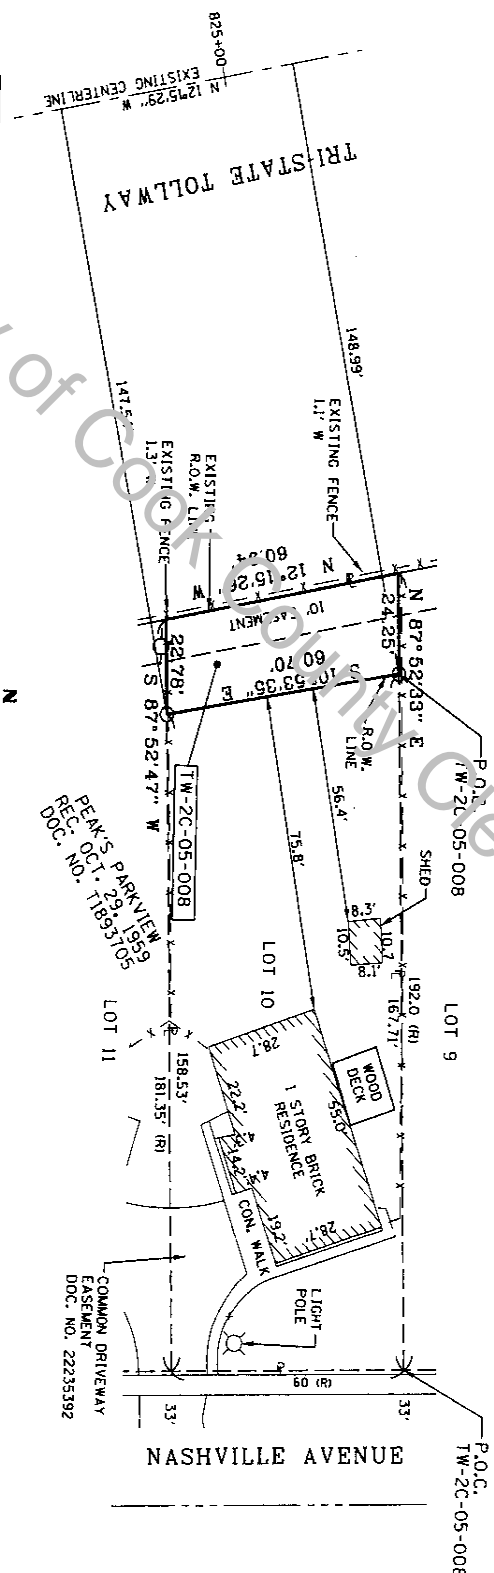 825+00
EXISTING CENTERLINE
N 12°15'29" W
TRI-STATE TOLLWAY
148.99'
147.5
EXISTING FENCE
1.1' W
EXISTING
R.O.W.
EXISTING FENCE
1.3'
N 12°15'26" W
10' EASEMENT
N 87°52'33" E
24.25'
22.78'
S 87°52'47" W
60.70'
S 10°53'35" E
R.O.W.
LINE
TW-2C-05-008
TW-2C-05-008
of Cook County Cle
N
56.4'
75.8'
PEAK'S PARKVIEW
REC. OCT. 29, 1959
DOC. NO. T1893705
SHED
8.3'
10.7
10.5'
8.1'
LOT 9
LOT 10
LOT 11
192.0 (R)
167.71'
158.53'
181.35' (R)
WOOD
DECK
28.7
55.0'
1 STORY BRICK
RESIDENCE
22.2'
14.2'
19.2'
28.7'
CON. WALK
LIGHT
POLE
COMMON DRIVEWAY
EASEMENT
DOC. NO. 22235392
60 (R)
33'
33'
P.O.C.
TW-2C-05-008
NASHVILLE AVENUE